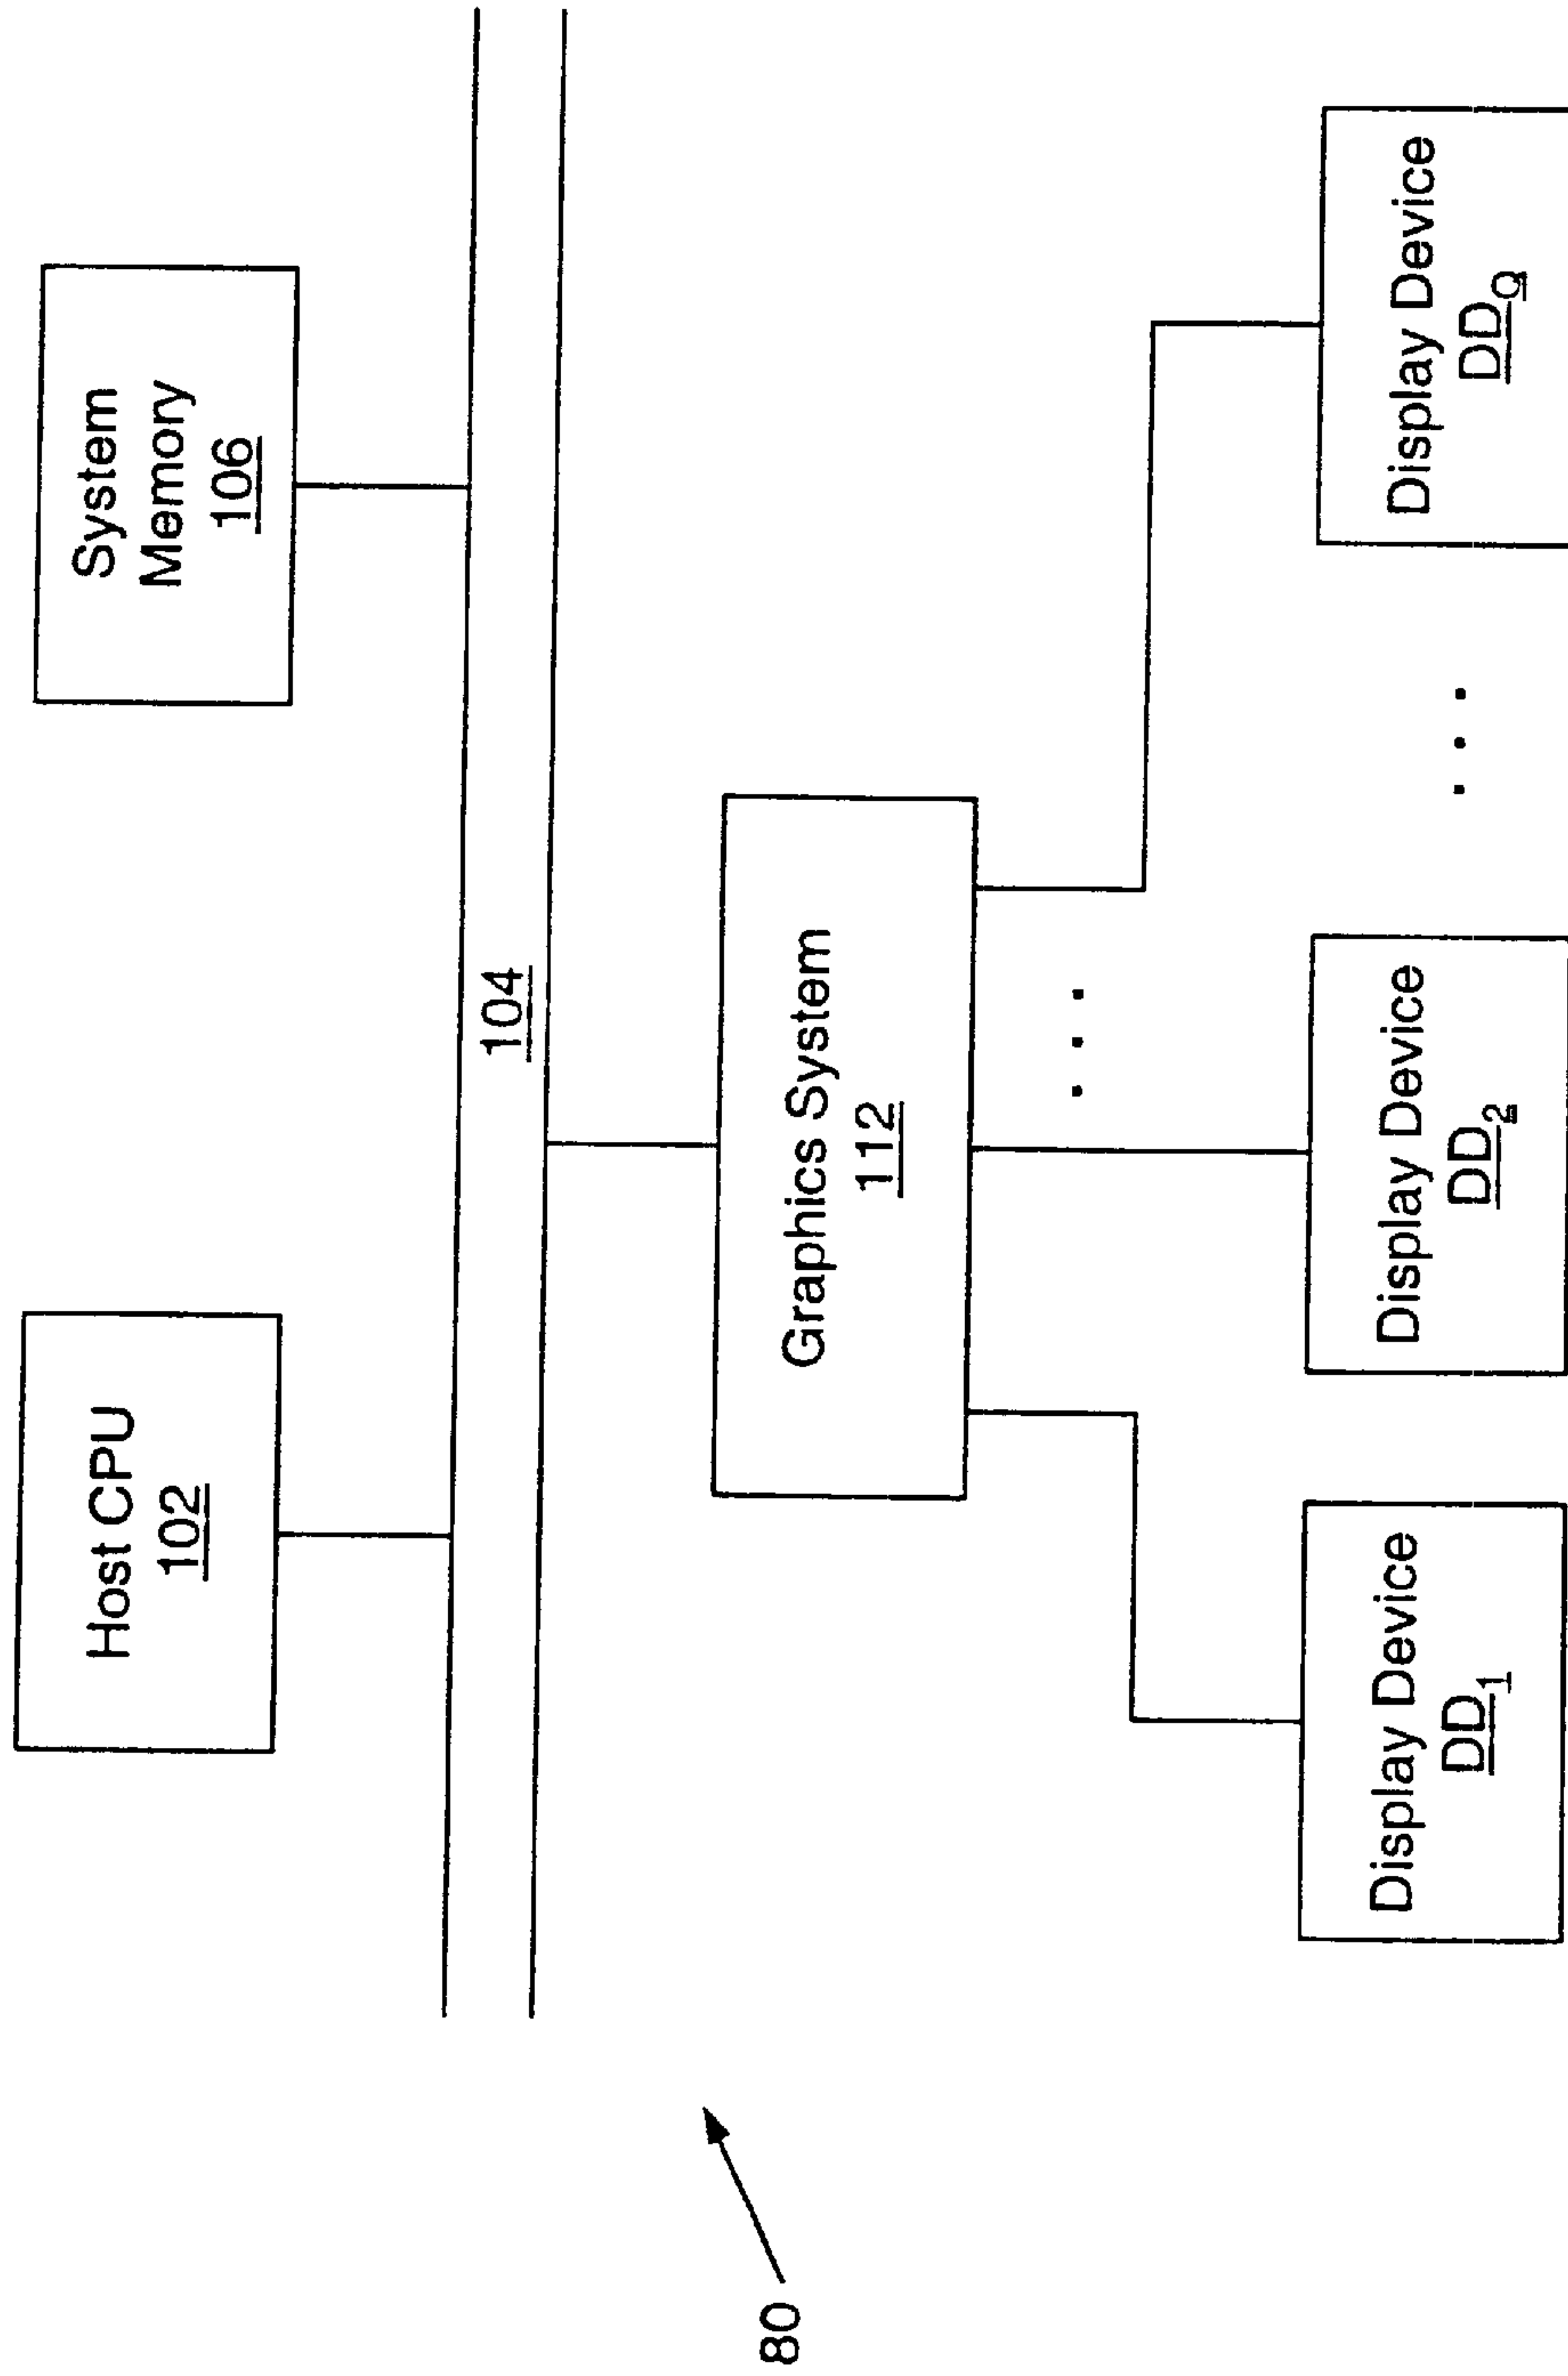 Host CPU
102
System
Memory
106
104
Graphics System
112
. . .
Display Device
DD1
Display Device
DD2
. . .
Display Device
DDQ
80